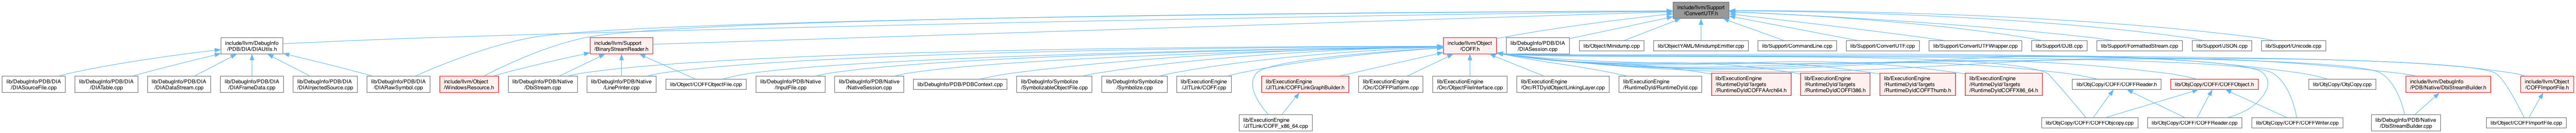 include/llvm/Support
/ConvertUTF.h
include/llvm/DebugInfo
/PDB/DIA/DIAUtils.h
include/llvm/Support
/BinaryStreamReader.h
include/llvm/Object
/COFF.h
lib/DebugInfo/PDB/DIA
/DIASession.cpp
lib/Object/Minidump.cpp
lib/ObjectYAML/MinidumpEmitter.cpp
lib/Support/CommandLine.cpp
lib/Support/ConvertUTF.cpp
lib/Support/ConvertUTFWrapper.cpp
lib/Support/DJB.cpp
lib/Support/FormattedStream.cpp
lib/Support/JSON.cpp
lib/Support/Unicode.cpp
lib/DebugInfo/PDB/DIA
/DIASourceFile.cpp
lib/DebugInfo/PDB/DIA
/DIATable.cpp
lib/DebugInfo/PDB/DIA
/DIADataStream.cpp
lib/DebugInfo/PDB/DIA
/DIAFrameData.cpp
lib/DebugInfo/PDB/DIA
/DIAInjectedSource.cpp
lib/DebugInfo/PDB/DIA
/DIARawSymbol.cpp
include/llvm/Object
/WindowsResource.h
lib/DebugInfo/PDB/Native
/DbiStream.cpp
lib/DebugInfo/PDB/Native
/LinePrinter.cpp
lib/Object/COFFObjectFile.cpp
lib/DebugInfo/PDB/Native
/InputFile.cpp
lib/DebugInfo/PDB/Native
/NativeSession.cpp
lib/DebugInfo/PDB/PDBContext.cpp
lib/DebugInfo/Symbolize
/SymbolizableObjectFile.cpp
lib/DebugInfo/Symbolize
/Symbolize.cpp
lib/ExecutionEngine
/JITLink/COFF.cpp
lib/ExecutionEngine
/JITLink/COFFLinkGraphBuilder.h
lib/ExecutionEngine
/Orc/COFFPlatform.cpp
lib/ExecutionEngine
/Orc/ObjectFileInterface.cpp
lib/ExecutionEngine
/Orc/RTDyldObjectLinkingLayer.cpp
lib/ExecutionEngine
/RuntimeDyld/RuntimeDyld.cpp
lib/ExecutionEngine
/RuntimeDyld/Targets
/RuntimeDyldCOFFAArch64.h
lib/ExecutionEngine
/RuntimeDyld/Targets
/RuntimeDyldCOFFI386.h
lib/ExecutionEngine
/RuntimeDyld/Targets
/RuntimeDyldCOFFThumb.h
lib/ExecutionEngine
/RuntimeDyld/Targets
/RuntimeDyldCOFFX86_64.h
lib/ObjCopy/COFF/COFFReader.h
lib/ObjCopy/COFF/COFFObject.h
lib/ObjCopy/ObjCopy.cpp
include/llvm/DebugInfo
/PDB/Native/DbiStreamBuilder.h
include/llvm/Object
/COFFImportFile.h
lib/ExecutionEngine
/JITLink/COFF_x86_64.cpp
lib/ObjCopy/COFF/COFFObjcopy.cpp
lib/ObjCopy/COFF/COFFReader.cpp
lib/ObjCopy/COFF/COFFWriter.cpp
lib/DebugInfo/PDB/Native
/DbiStreamBuilder.cpp
lib/Object/COFFImportFile.cpp